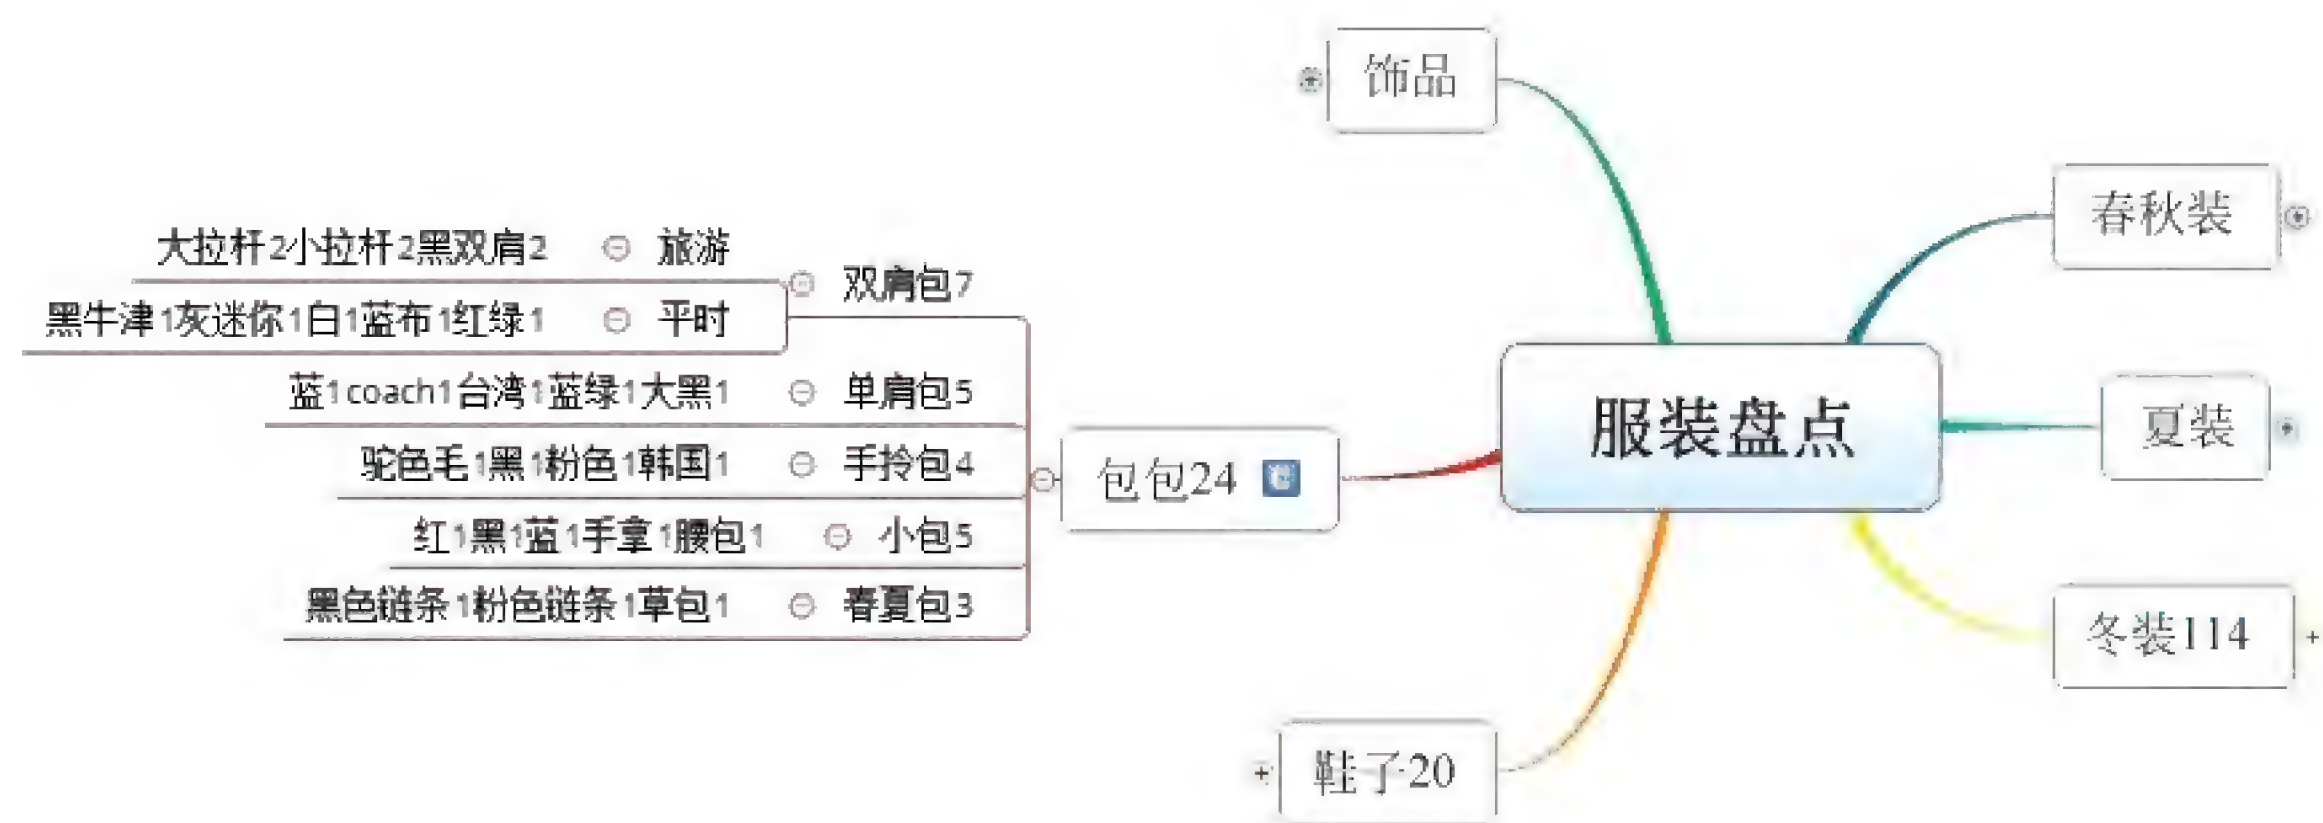 服装盘点
饰品
春秋装
夏装
冬装114
鞋子20
包包24
双肩包7
旅游
大拉杆2小拉杆2黑双肩2
平时
黑牛津1灰迷你1白1蓝布1红绿1
单肩包5
蓝1coach1台湾1蓝绿1大黑1
手拎包4
驼色毛1黑1粉色1韩国1
小包5
红1黑1蓝1手拿1腰包1
春夏包3
黑色链条1粉色链条1草包1